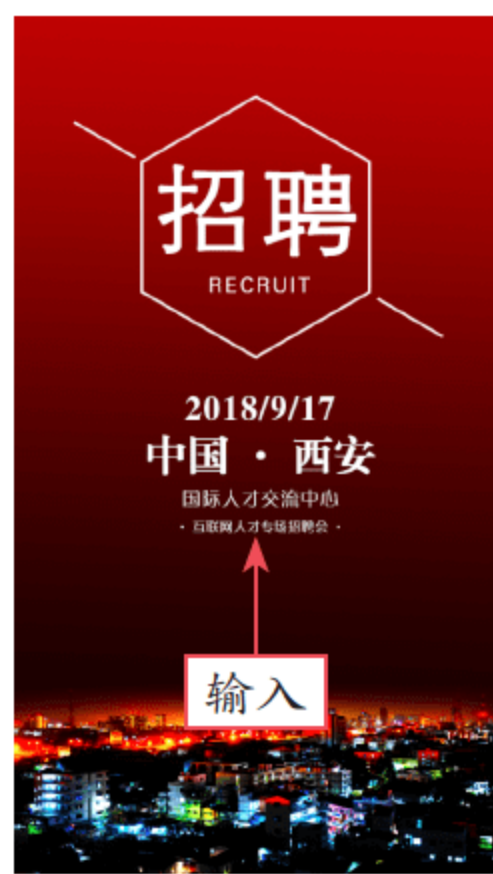 招聘
RECRUIT
2018/9/17
中国 · 西安
国际人才交流中心
· 互联网人才专场招聘会 ·
输入